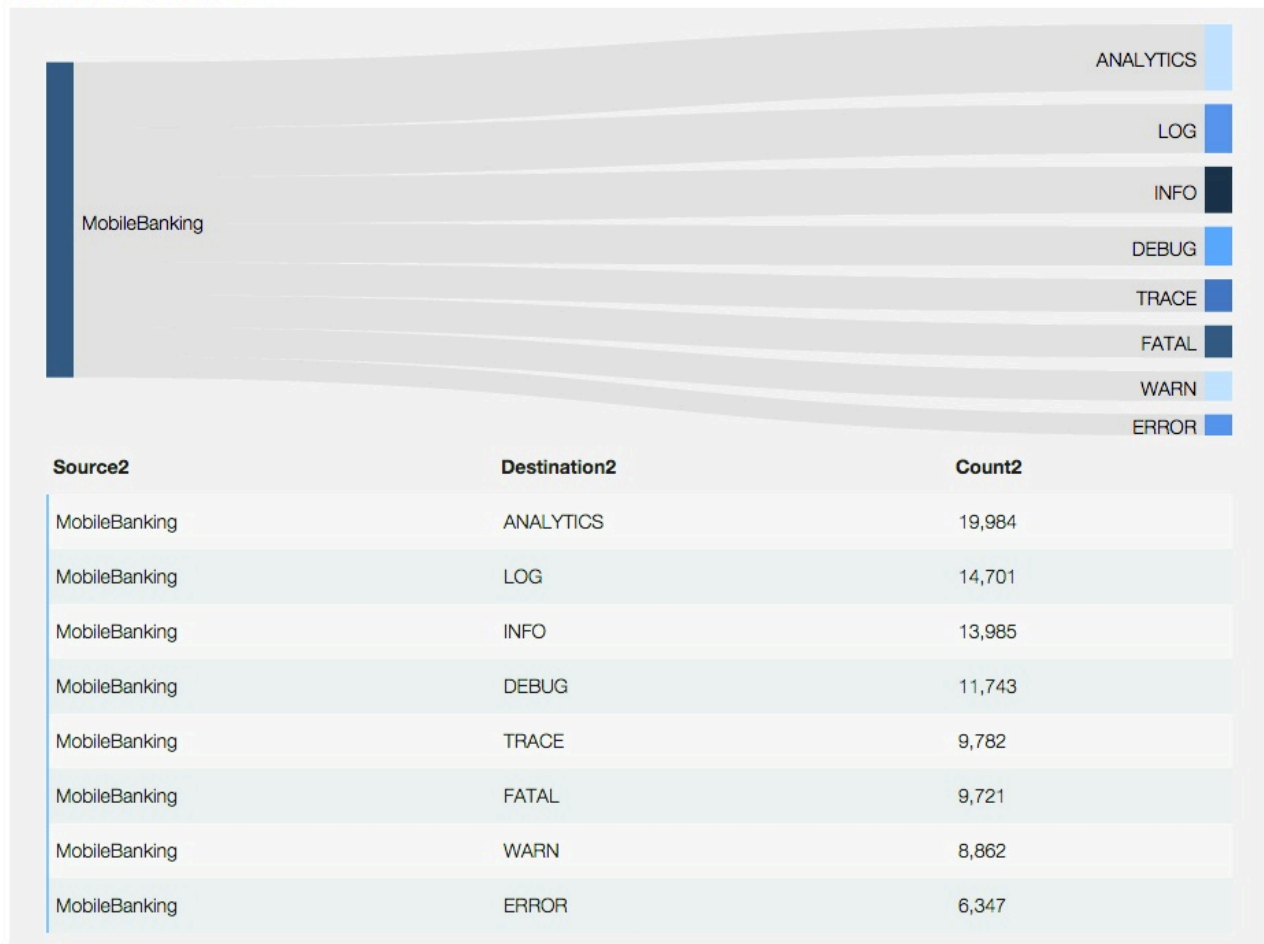 ANALYTICS
LOG
INFO
MobileBanking
DEBUG
TRACE
FATAL
WARN
ERROR
Source2 Destination2 Count2
MobileBanking ANALYTICS 19,984
MobileBanking LOG 14,701
MobileBanking INFO 13,985
MobileBanking DEBUG 11,743
MobileBanking TRACE 9,782
MobileBanking FATAL 9,721
MobileBanking WARN 8,862
MobileBanking ERROR 6,347